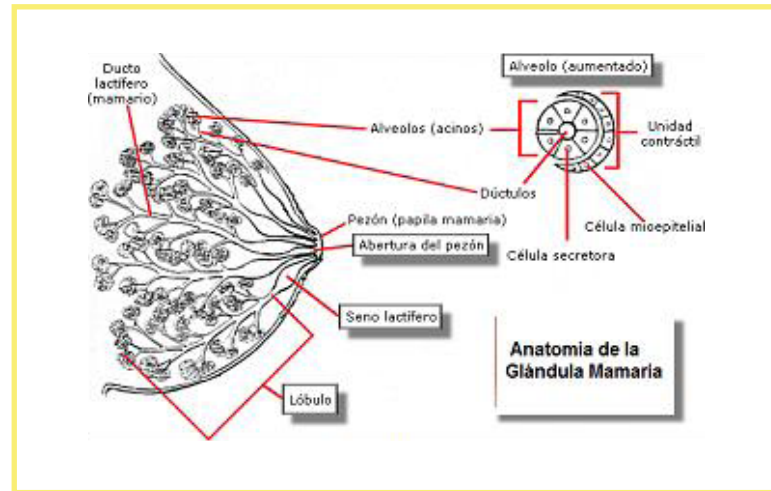 Ducto
lactífero
(mamario)
Alveolo (aumentado)
Alveolos (acinos)
Unidad
contráctil
Dúctulos
Pezón (papila mamaria)
Célula mioepitelial
Abertura del pezón
Célula secretora
Seno lactífero
Anatomia de la
Glándula Mamaria
Lóbulo